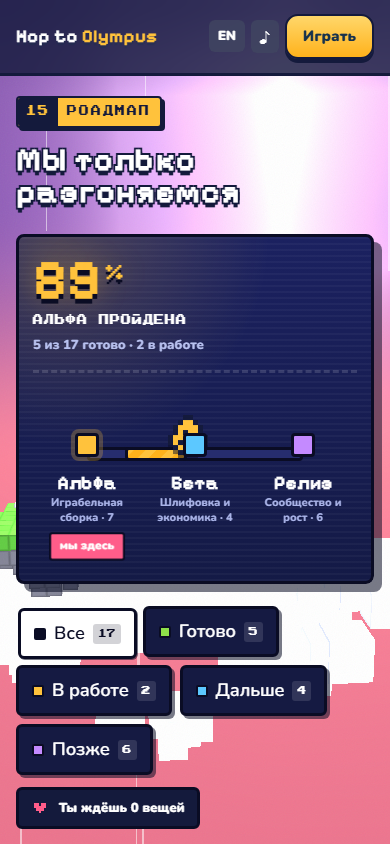 Hop to Olympus EN Играть
15 РОАДМАП
Мы только
разгоняемся
89%
АЛЬФА ПРОЙДЕНА
5 из 17 готово · 2 в работе
Альфа Бета Релиз
Играбельная сборка · 7
Шлифовка и экономика · 4
Сообщество и рост · 6
мы здесь
Все 17 Готово 5
В работе 2 Дальше 4
Позже 6
Ты ждёшь 0 вещей